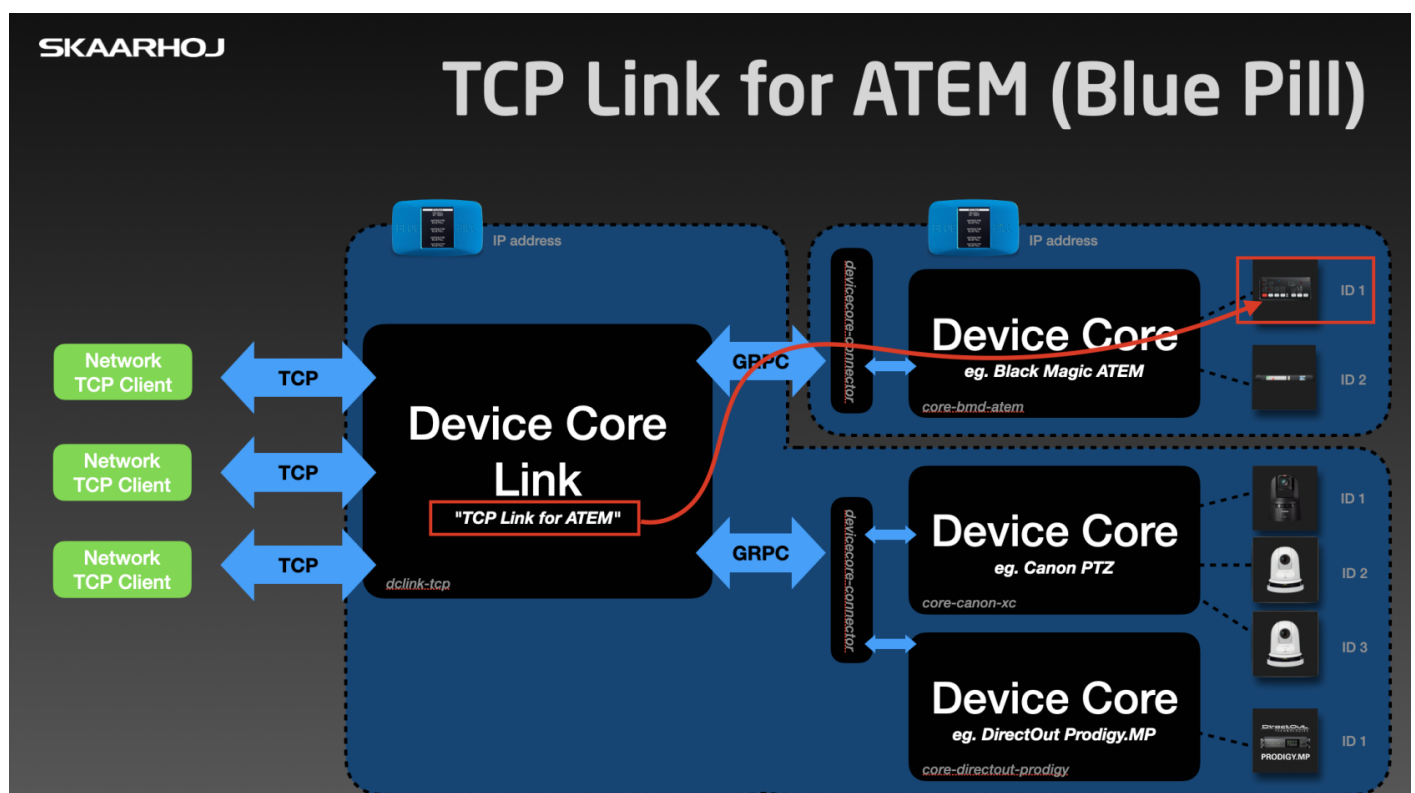 SKAARHOJ
TCP Link for ATEM (Blue Pill)
IP address
IP address
Network
TCP Client
TCP
Network
TCP Client
TCP
Network
TCP Client
TCP
Device Core
Link
"TCP Link for ATEM"
dclink-tcp
GRPC
GRPC
devicecore-connector
Device Core
eg. Black Magic ATEM
core-bmd-atem
ID 1
ID 2
devicecore-connector
Device Core
eg. Canon PTZ
core-canon-xc
ID 1
ID 2
ID 3
Device Core
eg. DirectOut Prodigy.MP
core-directout-prodigy
DirectOut
PRODIGY.MP
ID 1